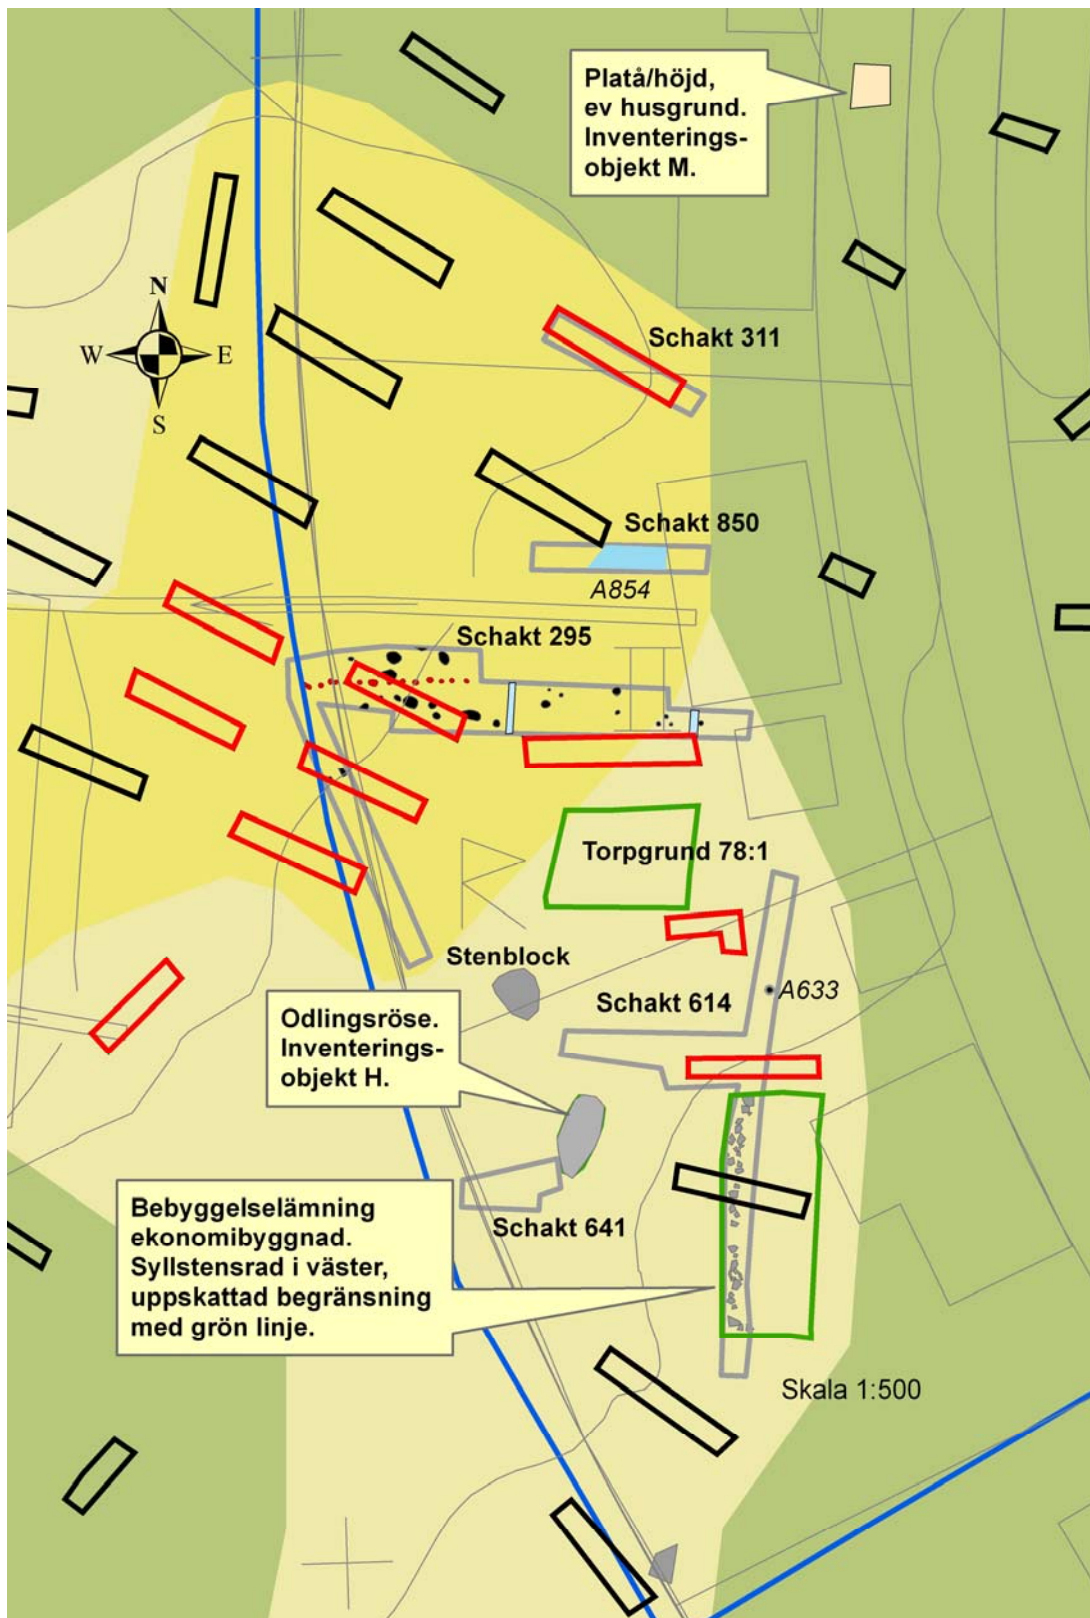 Platå/höjd,
ev husgrund.
Inventerings-
objekt M.
N
W
E
S
Schakt 311
Schakt 850
A854
Schakt 295
Torpgrund 78:1
Stenblock
A633
Schakt 614
Odlingsröse.
Inventerings-
objekt H.
Bebyggelselämning
ekonomibyggnad.
Syllstensrad i väster,
uppskattad begränsning
med grön linje.
Schakt 641
Skala 1:500